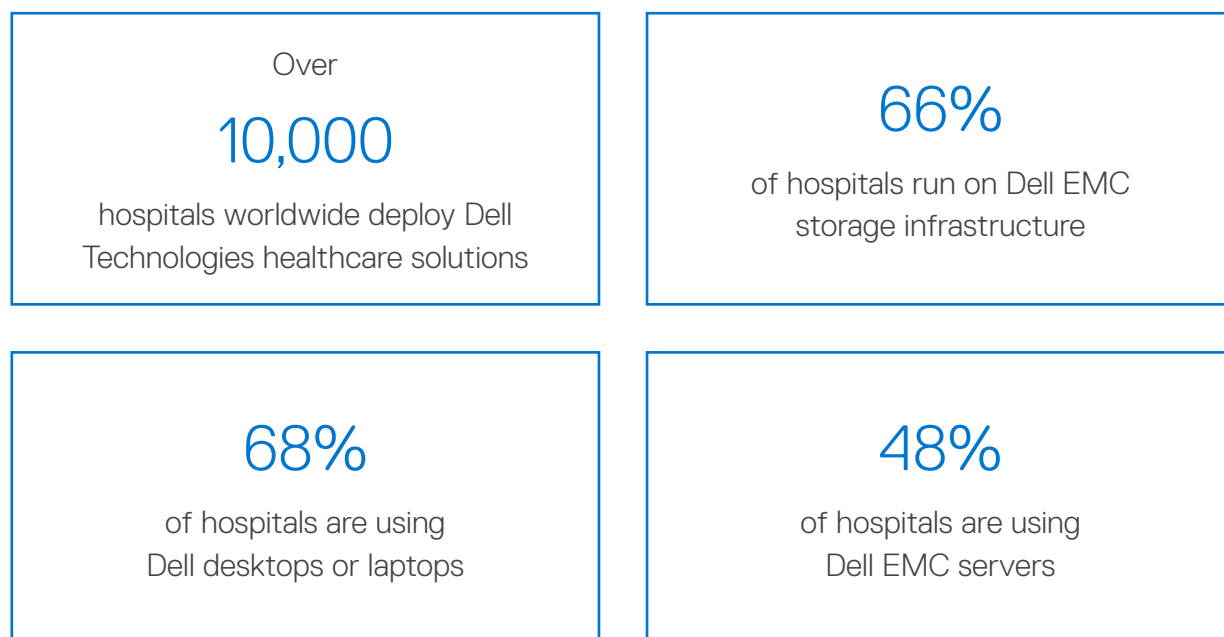 Over
10,000
hospitals worldwide deploy Dell
Technologies healthcare solutions
66%
of hospitals run on Dell EMC
storage infrastructure
68%
of hospitals are using
Dell desktops or laptops
48%
of hospitals are using
Dell EMC servers